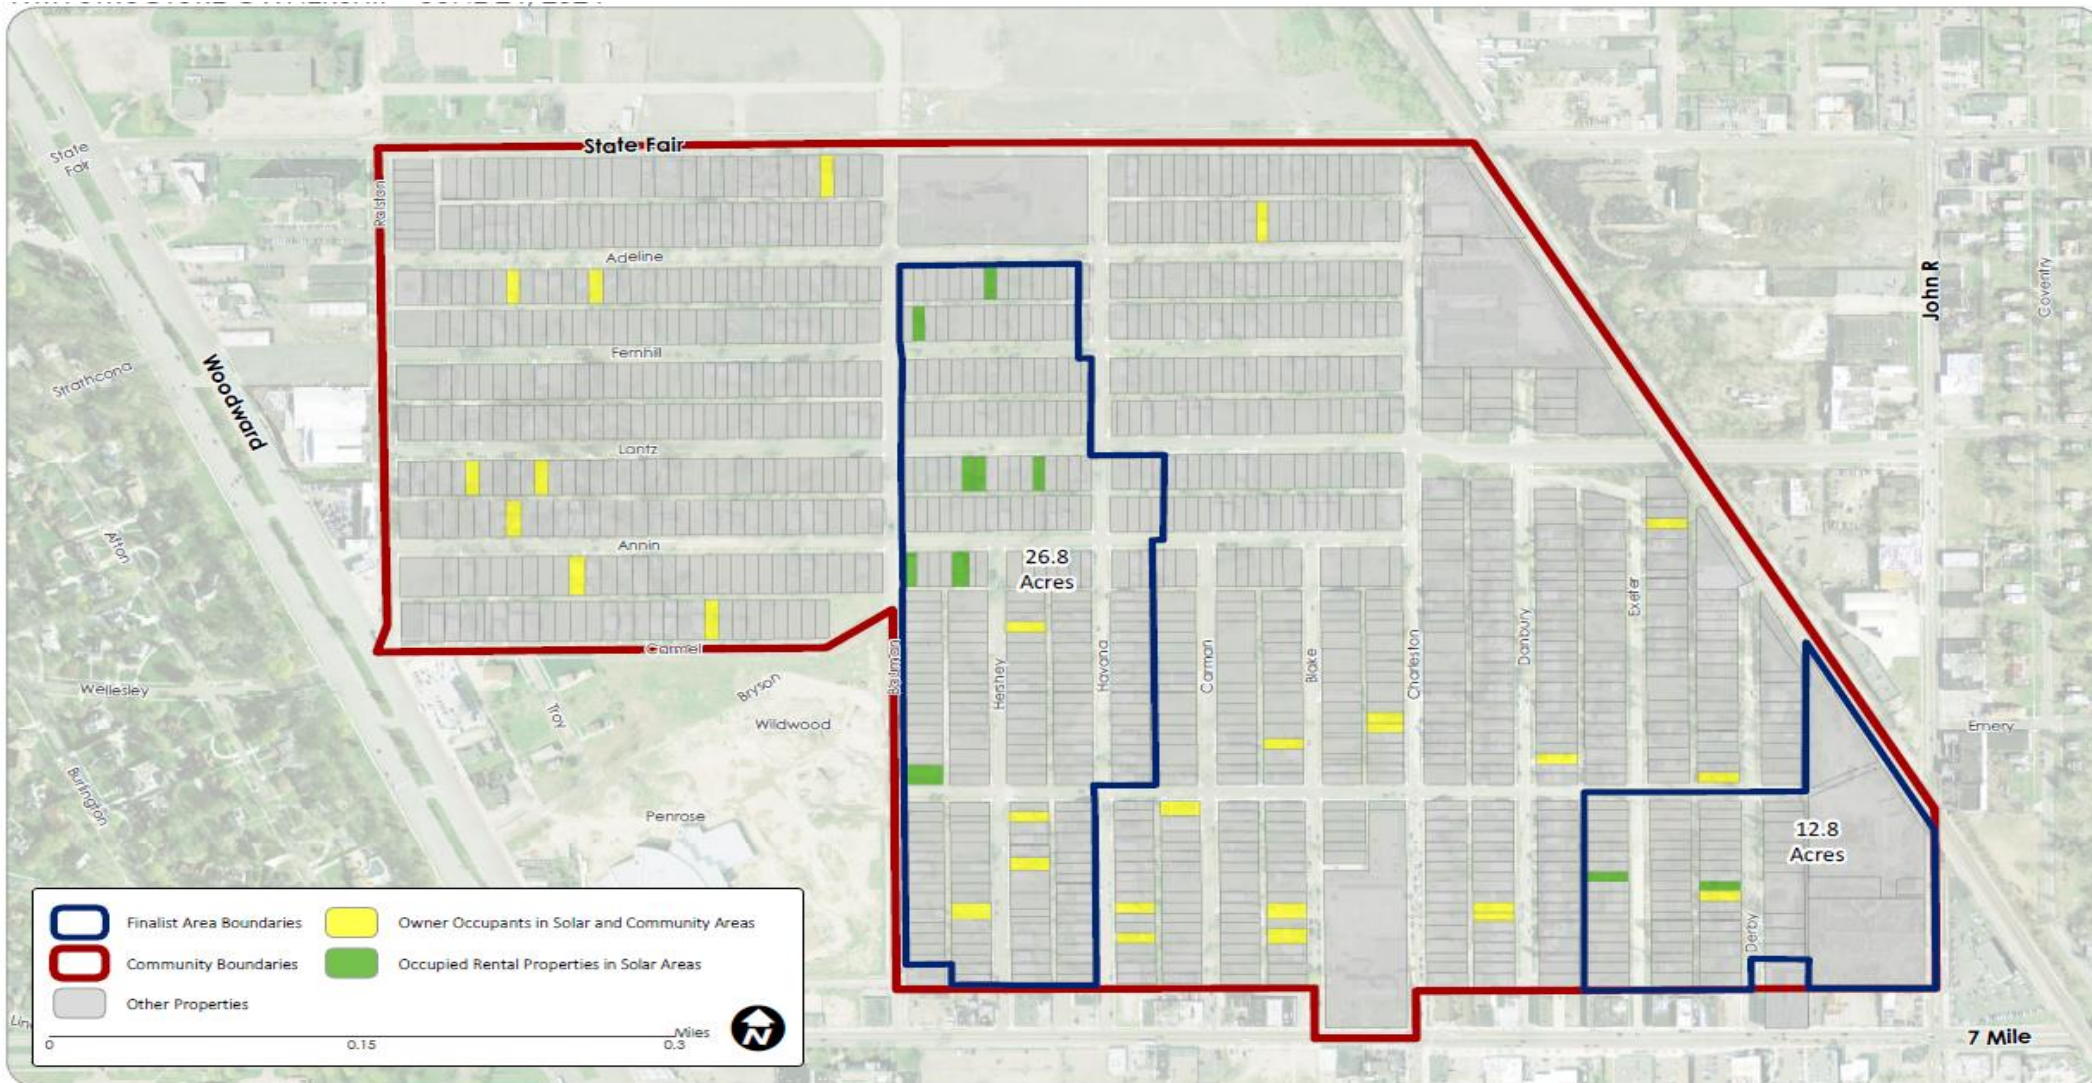 State Fair
State
Fair
Ralston
Adeline
John R
Coventry
Fernhill
Strathcona
Woodward
Lantz
Afton
Annin
26.8
Acres
Exeter
Danbury
Carmel
Bauman
Hershey
Havana
Carman
Blake
Charleston
Wellesley
Bryson
Troy
Wildwood
Emery
Burlington
Penrose
12.8
Acres
Derby
Finalist Area Boundaries
Owner Occupants in Solar and Community Areas
Community Boundaries
Occupied Rental Properties in Solar Areas
Other Properties
N
Miles
0 0.15 0.3
7 Mile